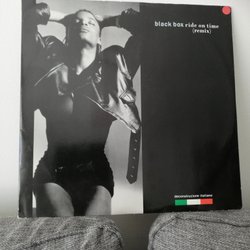 black box ride on time
(remix)
deconstruction italiano